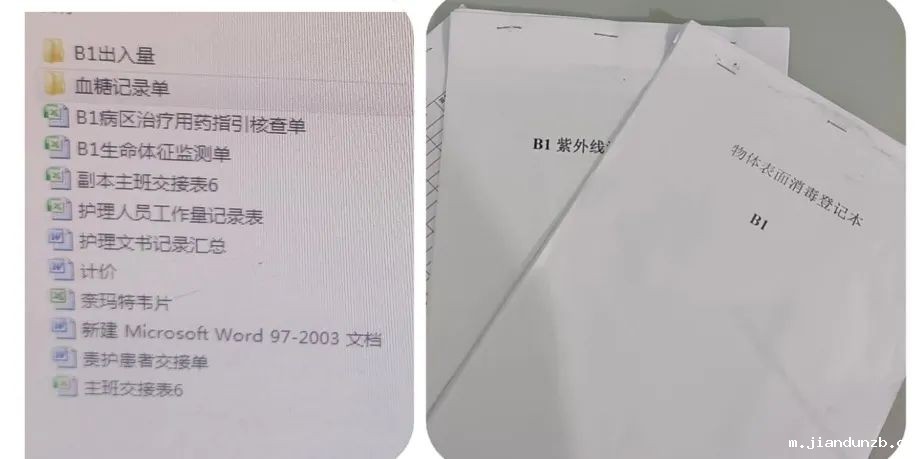 B1出入量
血糖记录单
B1病区治疗用药指引核查单
B1生命体征监测单
副本主班交接表6
护理人员工作量记录表
护理文书记录汇总
计价
奈玛特韦片
新建 Microsoft Word 97-2003 文档
责护患者交接单
主班交接表6
B1 紫外线
物体表面消毒登记本
B1
m.jiandunzb.c